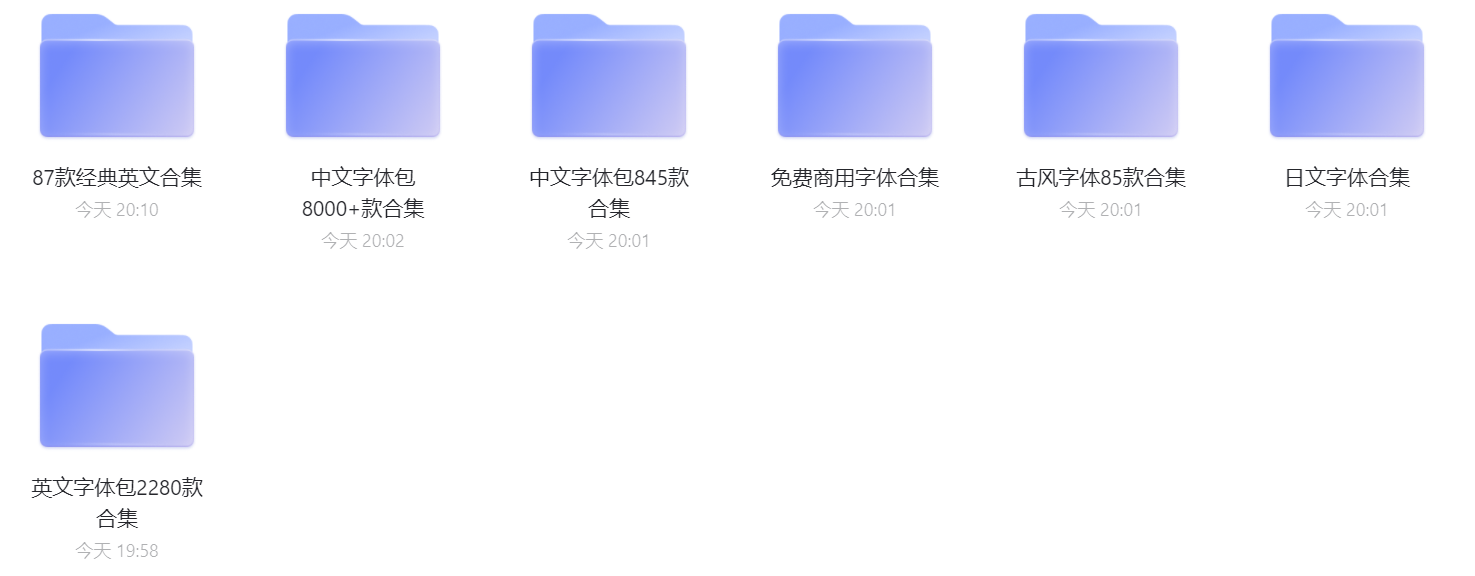 87款经典英文合集
今天 20:10
中文字体包
8000+款合集
今天 20:02
中文字体包845款
合集
今天 20:01
免费商用字体合集
今天 20:01
古风字体85款合集
今天 20:01
日文字体合集
今天 20:01
英文字体包2280款
合集
今天 19:58